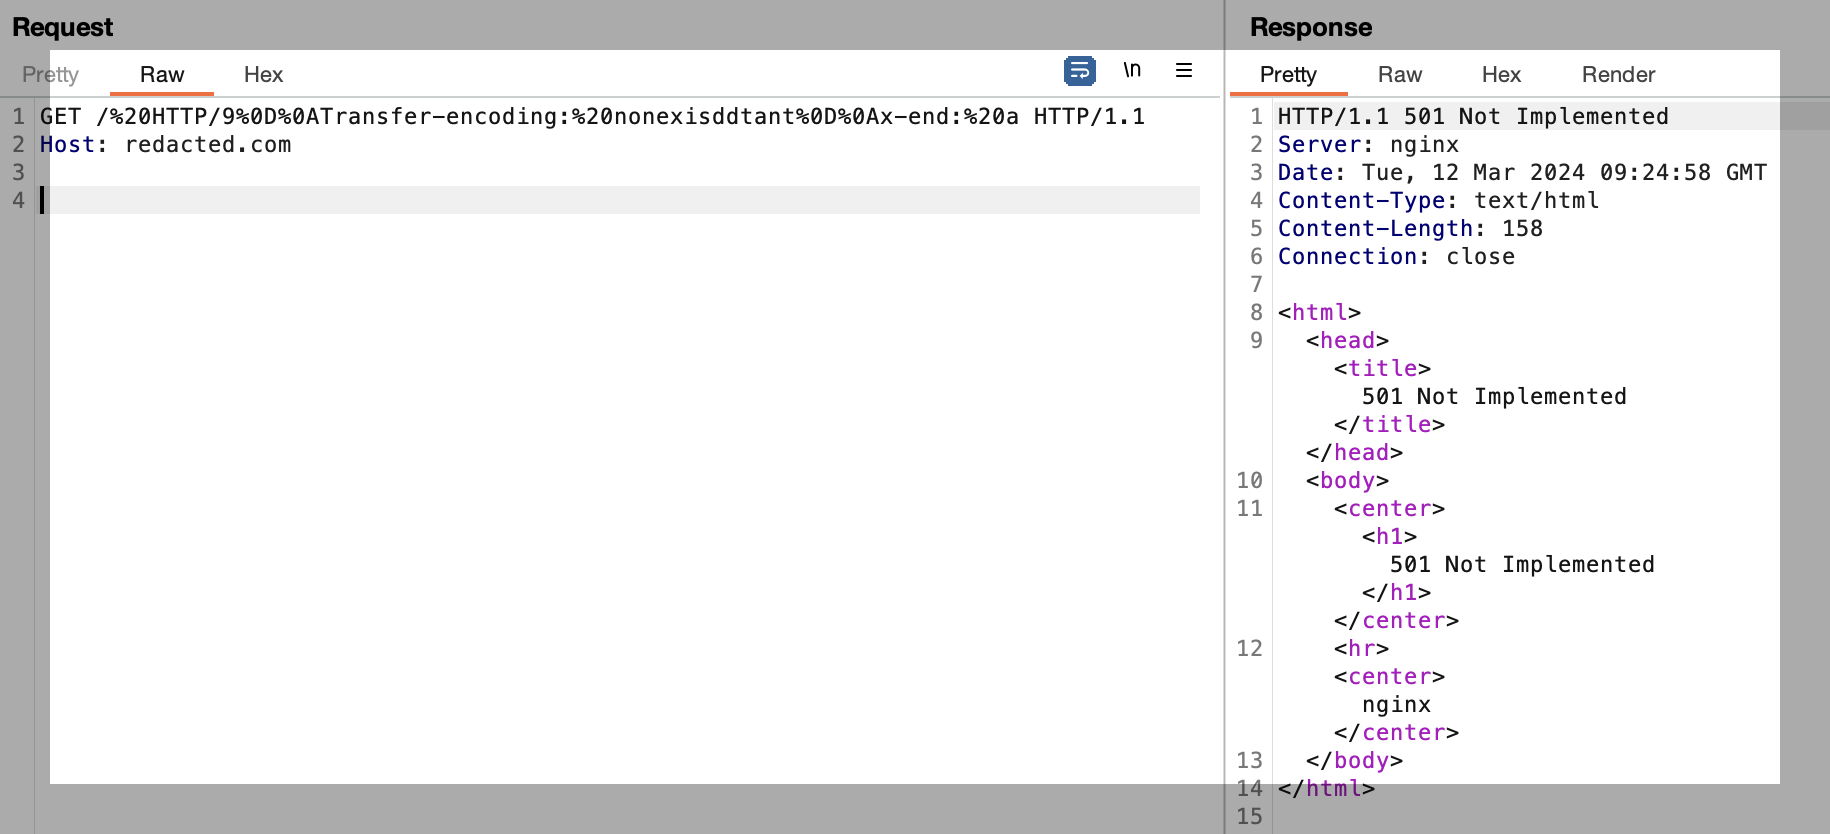 Request
Pretty Raw Hex \n
1 GET /%20HTTP/9%0D%0ATransfer-encoding:%20nonexisddtant%0D%0Ax-end:%20a HTTP/1.1
2 Host: redacted.com
3
4
Response
Pretty Raw Hex Render
1 HTTP/1.1 501 Not Implemented
2 Server: nginx
3 Date: Tue, 12 Mar 2024 09:24:58 GMT
4 Content-Type: text/html
5 Content-Length: 158
6 Connection: close
7
8 <html>
9 <head>
<title>
501 Not Implemented
</title>
</head>
10 <body>
11 <center>
<h1>
501 Not Implemented
</h1>
</center>
12 <hr>
<center>
nginx
</center>
13 </body>
14 </html>
15